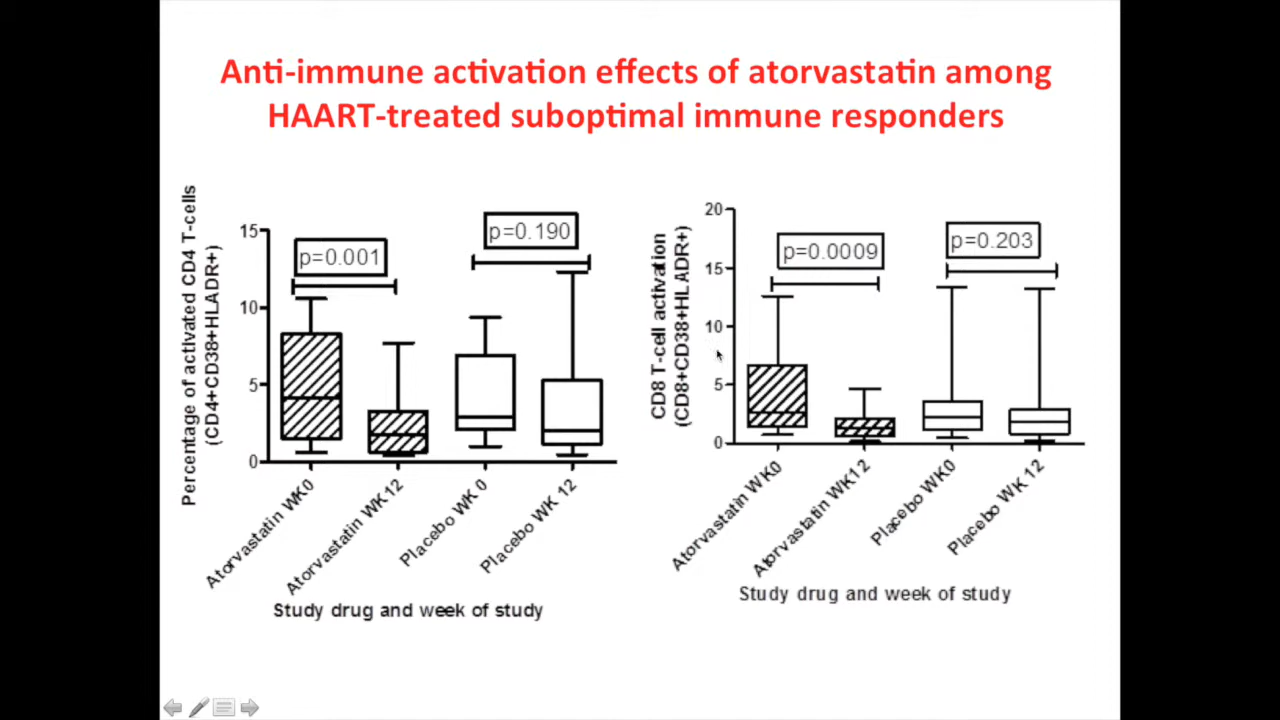 Anti-immune activation effects of atorvastatin among
HAART-treated suboptimal immune responders
Percentage of activated CD4 T-cells
(CD4+CD38+HLADR+)
15
10
5
0
p=0.001
p=0.190
Atorvastatin WK0
Atorvastatin WK12
Placebo WK 0
Placebo WK 12
Study drug and week of study
CD8 T-cell activation
(CD8+CD38+HLADR+)
20
15
10
5
0
p=0.0009
p=0.203
Atorvastatin WK0
Atorvastatin WK12
Placebo WK0
Placebo WK 12
Study drug and week of study